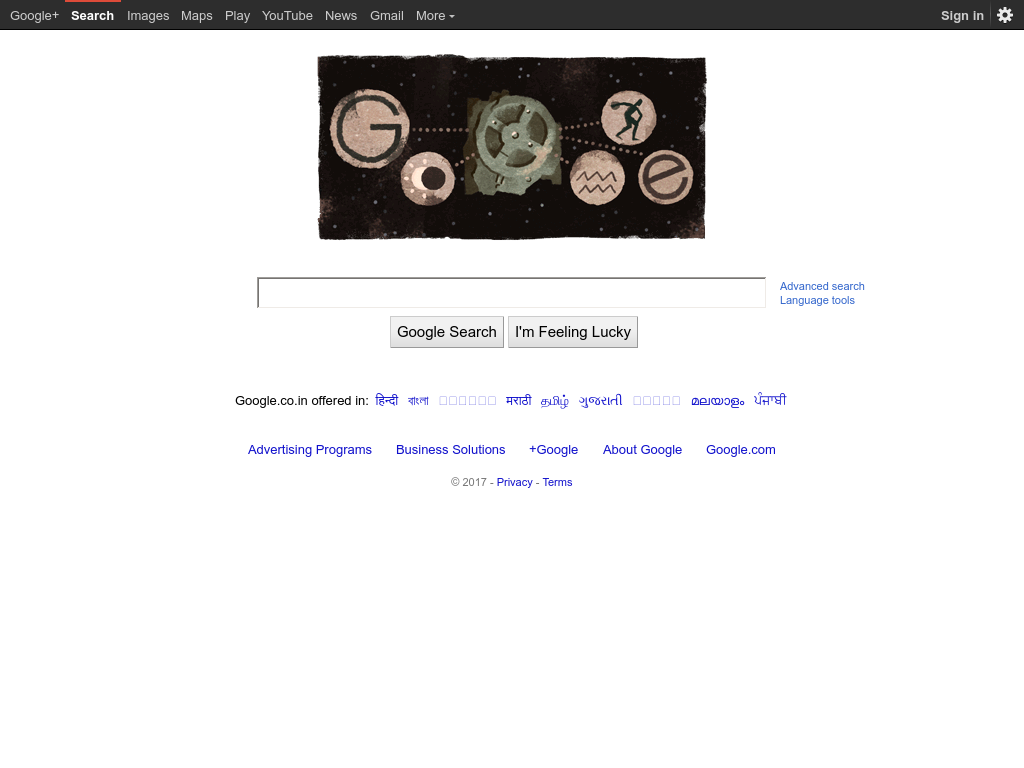 Google+ Search Images Maps Play YouTube News Gmail More Sign in
G e
Advanced search
Language tools
Google Search I'm Feeling Lucky
Google.co.in offered in: हिन्दी বাংলা मराठी தமிழ் ગુજરાતી മലയാളം ਪੰਜਾਬੀ
Advertising Programs Business Solutions +Google About Google Google.com
© 2017 - Privacy - Terms